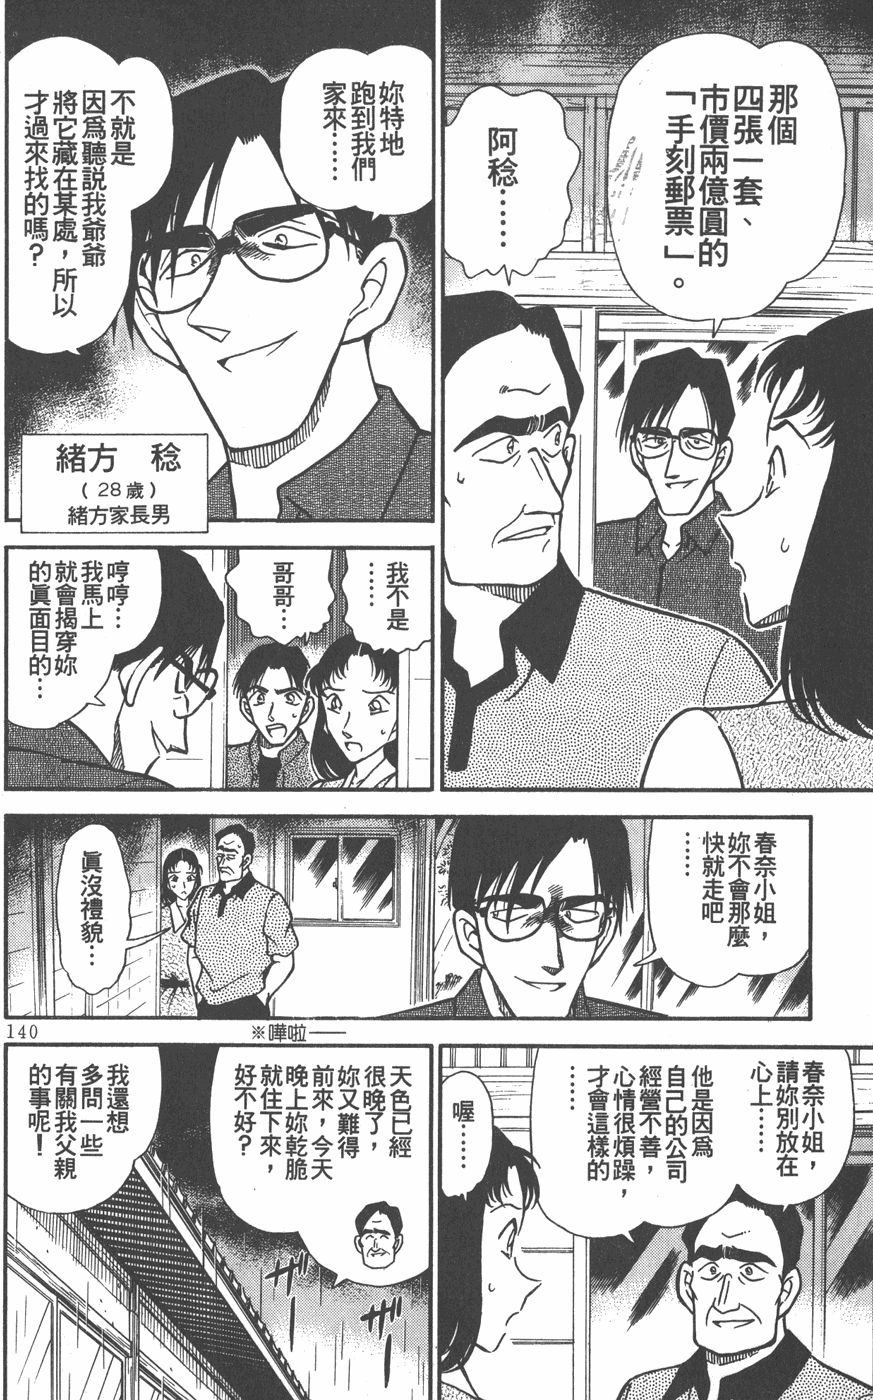 那個
四張一套、
市價兩億圓的
「手刻郵票」。
阿稔……
妳特地
跑到我們
家來……
不就是
因爲聽説我爺爺
將它藏在某處，所以
才過來找的嗎？
緒方　稔
（28歲）
緒方家長男
我不是
……
哥哥…
哼哼…
我馬上
就會揭穿妳
的眞面目的…
春奈小姐，
妳不會那麼
快就走吧
……
眞沒禮貌…
140
※嘩啦——
春奈小姐，
請妳別放在
心上……
他是因爲
自己的公司
經營不善，
心情很煩躁，
才會這樣的
……
喔……
天色已經
很晚了，
妳又難得
前來，今天
晚上妳乾脆
就住下來，
好不好？
我還想
多問一些
有關我父親
的事呢！
ザァ
ザァ